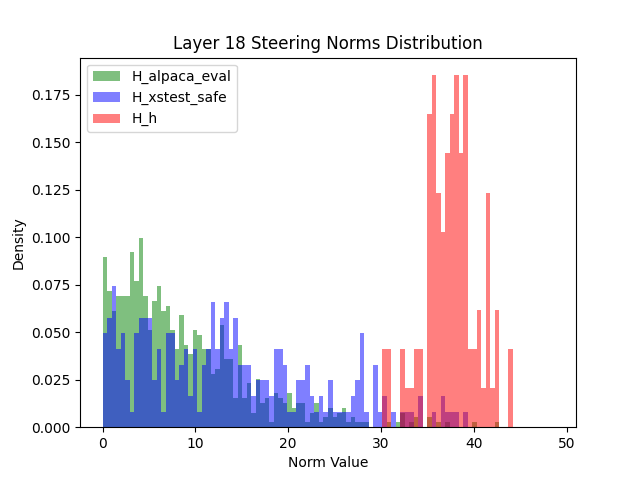 Layer 18 Steering Norms Distribution
H_alpaca_eval
H_xstest_safe
H_h
Density
0.175
0.150
0.125
0.100
0.075
0.050
0.025
0.000
0 10 20 30 40 50
Norm Value